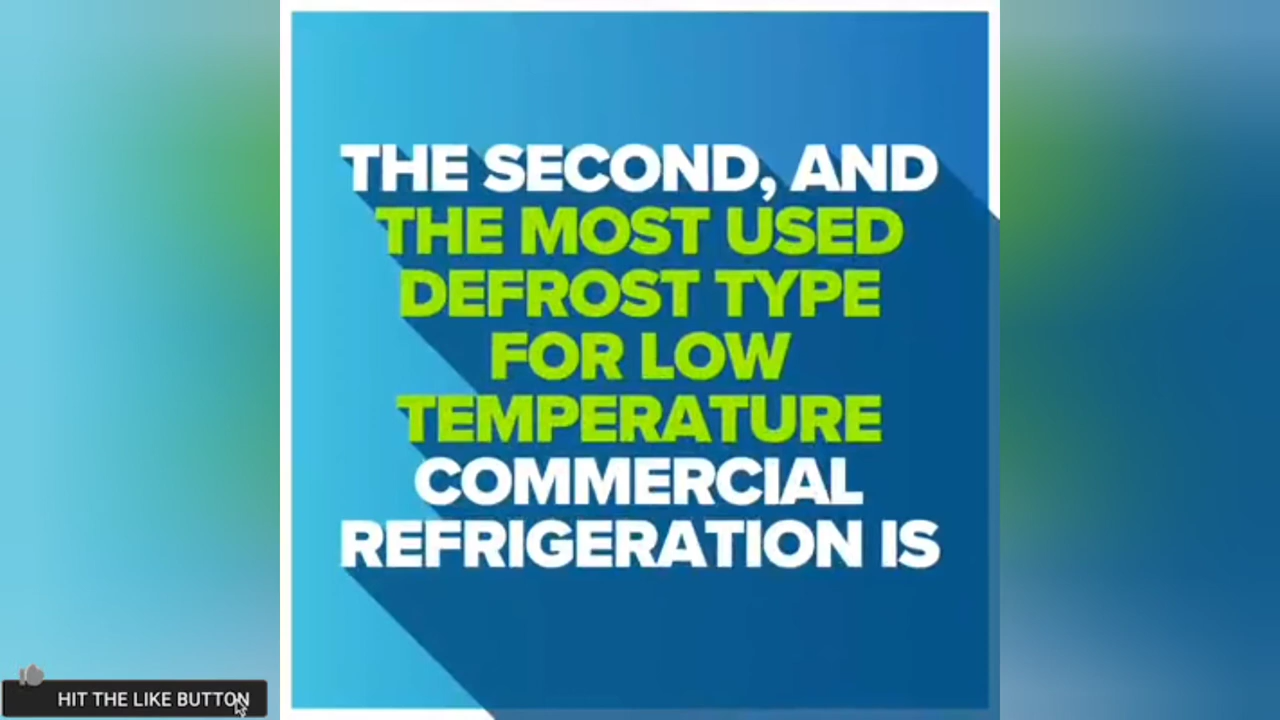 THE SECOND, AND
THE MOST USED
DEFROST TYPE
FOR LOW
TEMPERATURE
COMMERCIAL
REFRIGERATION IS
HIT THE LIKE BUTTON